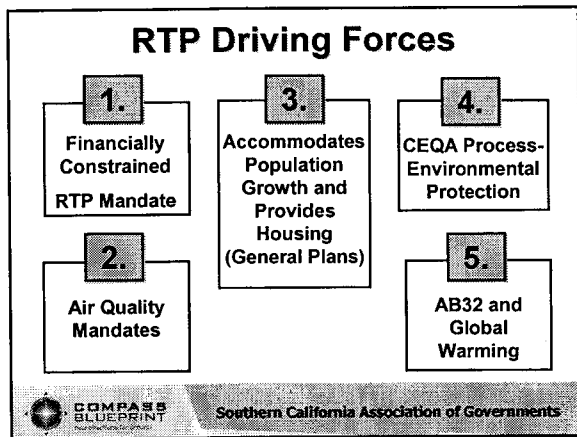 RTP Driving Forces
1.
Financially
Constrained
RTP Mandate
2.
Air Quality
Mandates
3.
Accommodates
Population
Growth and
Provides
Housing
(General Plans)
4.
CEQA Process-
Environmental
Protection
5.
AB32 and
Global
Warming
COMPASS
BLUEPRINT
Southern California Association of Governments